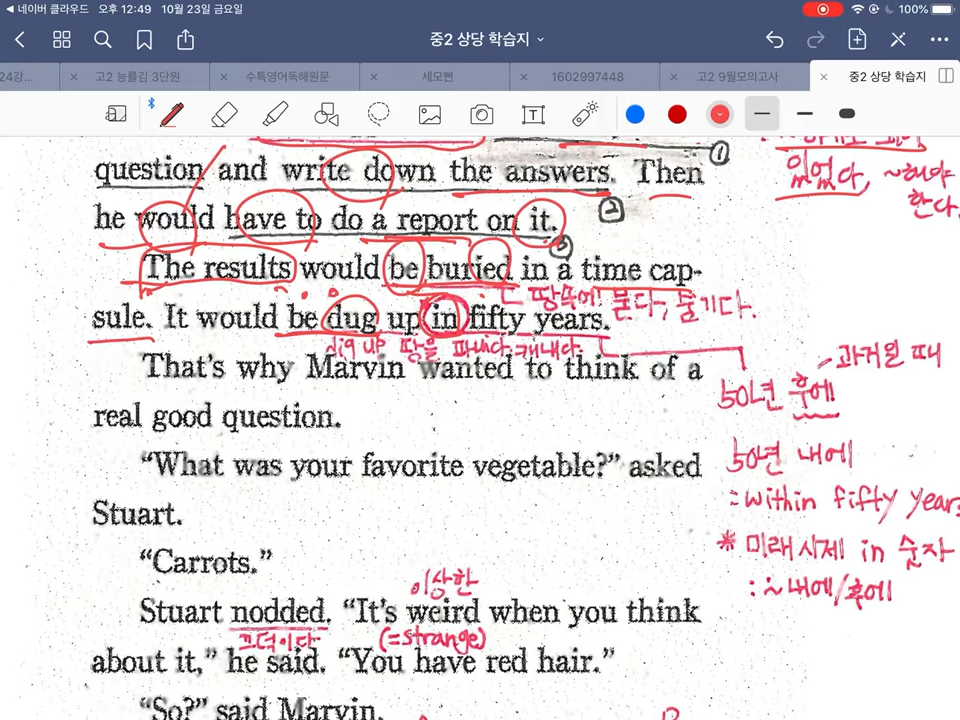 네이버 클라우드 오후 12:49 10월 23일 금요일 100%
중2 상당 학습지
24강... 고2 능률김 3단원 수특영어독해원문 세모삔 1602997448 고2 9월모의고사 중2 상당 학습지
question and write down the answers. Then ①
있었다, ~해야
he would have to do a report on it. ②
한다.
③
The results would be buried in a time cap-
땅속에! 묻다, 숨기다.
sule. It would be dug up in fifty years.
dig up 땅을 파내다. 캐내다.
과거일 때
That's why Marvin wanted to think of a
50년 후에
real good question.
50년 내에
"What was your favorite vegetable?" asked
= within fifty years
Stuart.
* 미래시제 in 숫자
"Carrots."
: ~내에/후에
이상한
Stuart nodded. "It's weird when you think
끄덕이다 (=strange)
about it," he said. "You have red hair."
"So?" said Marvin.